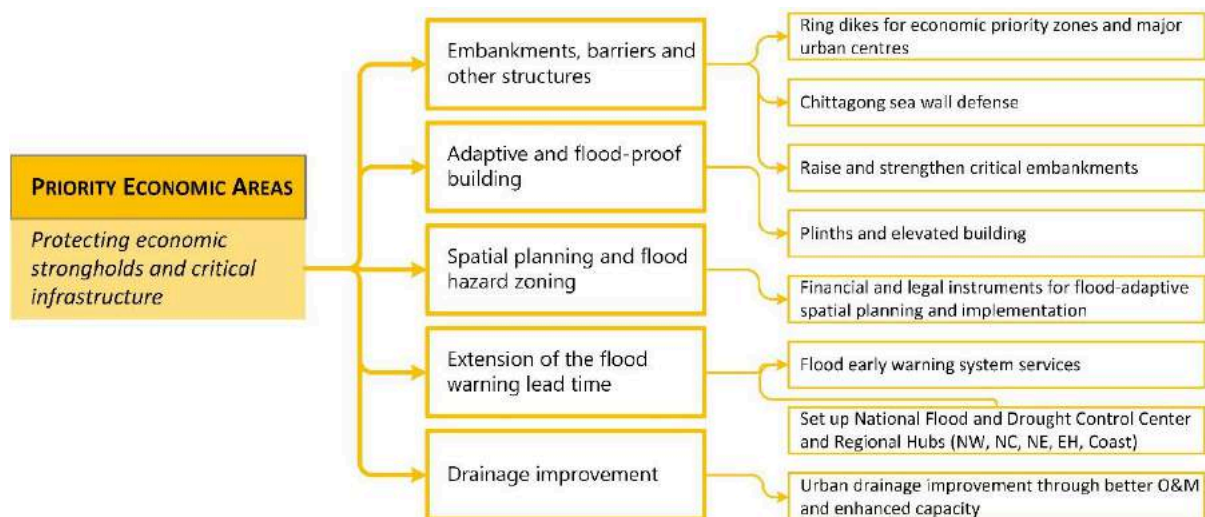 PRIORITY ECONOMIC AREAS
Protecting economic
strongholds and critical
infrastructure
Embankments, barriers and
other structures
Adaptive and flood-proof
building
Spatial planning and flood
hazard zoning
Extension of the flood
warning lead time
Drainage improvement
Ring dikes for economic priority zones and major
urban centres
Chittagong sea wall defense
Raise and strengthen critical embankments
Plinths and elevated building
Financial and legal instruments for flood-adaptive
spatial planning and implementation
Flood early warning system services
Set up National Flood and Drought Control Center
and Regional Hubs (NW, NC, NE, EH, Coast)
Urban drainage improvement through better O&M
and enhanced capacity